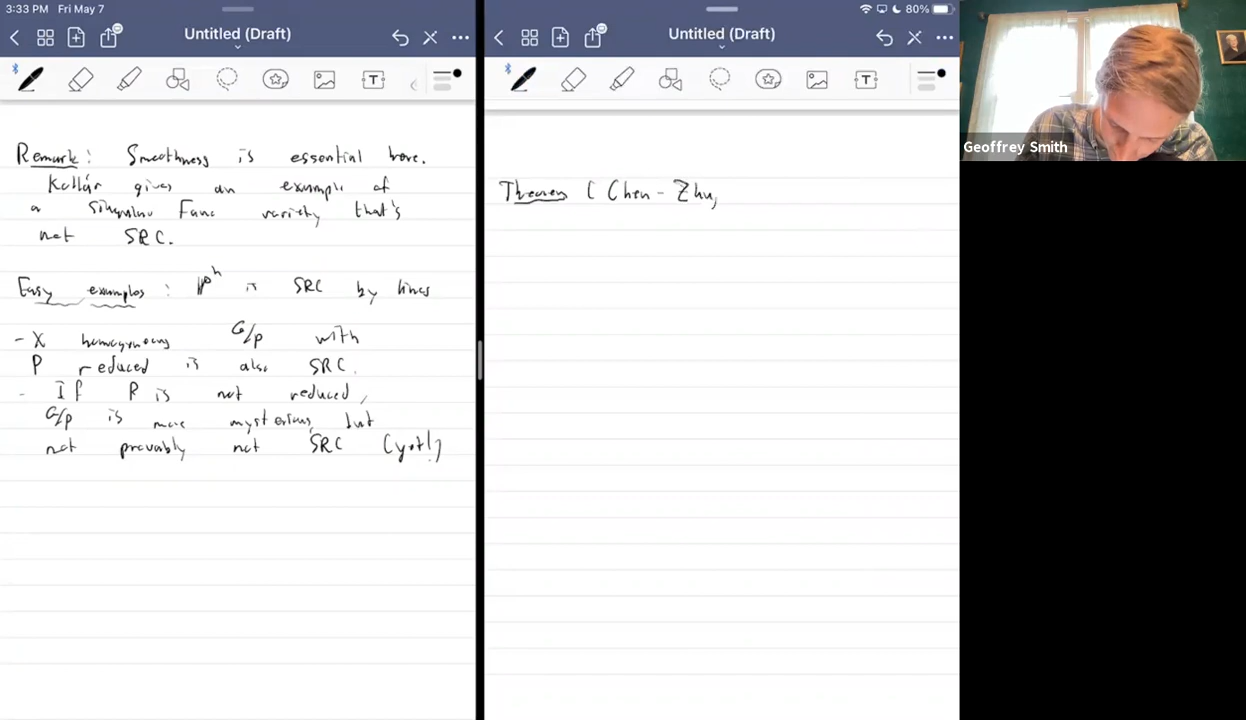 3:33 PM Fri May 7
Untitled (Draft)
T
Remark: Smoothness is essential here.
Kollár gives an example of
a singular Fano variety that's
not SRC.
Easy examples: ℙⁿ is SRC by lines
- X homogeneous G/P with
P reduced is also SRC.
- If P is not reduced,
G/P is more mysterious, but
not provably not SRC (yet!)
80%
Untitled (Draft)
T
Theorem (Chen-Zhu,
Geoffrey Smith